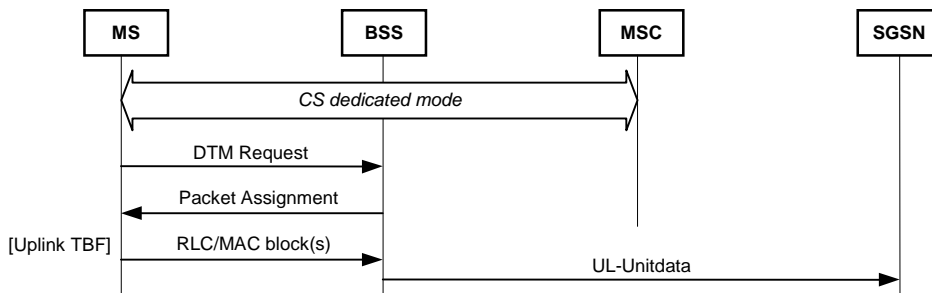 MS
BSS
MSC
SGSN
CS dedicated mode
DTM Request
Packet Assignment
[Uplink TBF]
RLC/MAC block(s)
UL-Unitdata